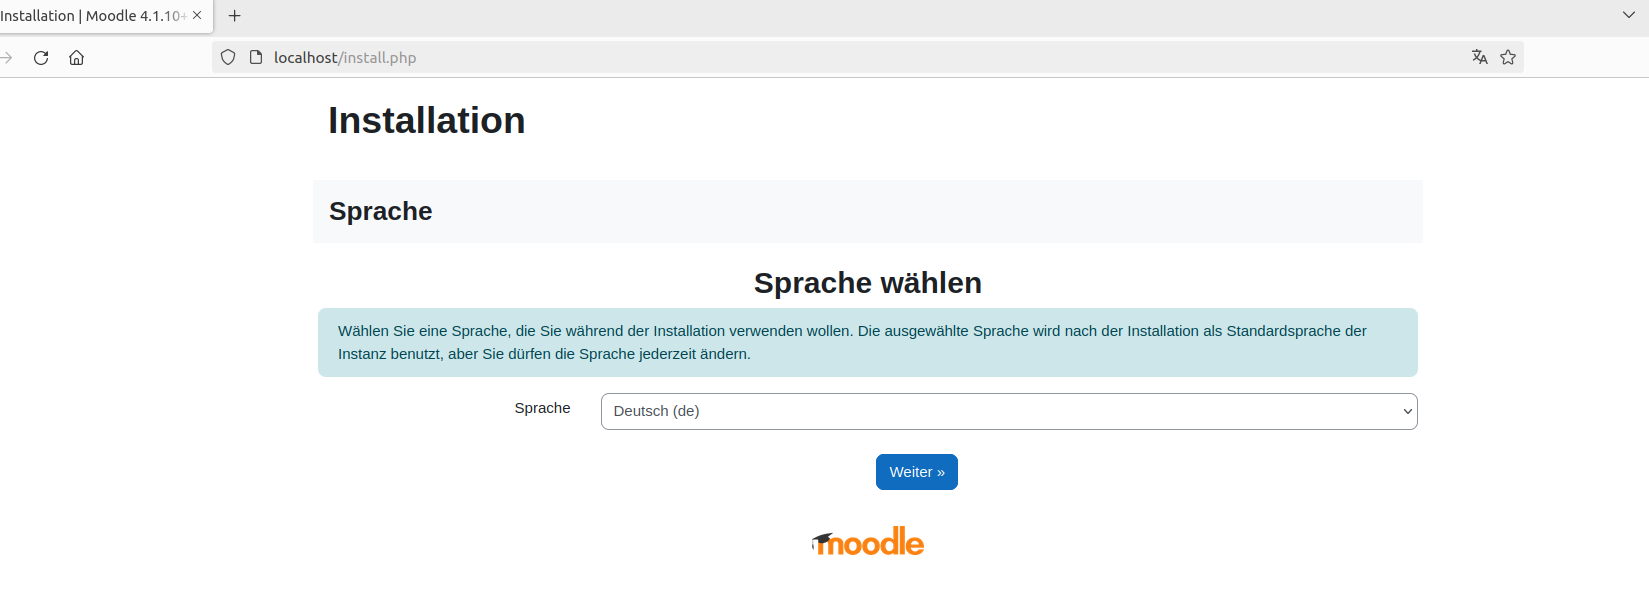 Installation | Moodle 4.1.10+
localhost/install.php
Installation
Sprache
Sprache wählen
Wählen Sie eine Sprache, die Sie während der Installation verwenden wollen. Die ausgewählte Sprache wird nach der Installation als Standardsprache der
Instanz benutzt, aber Sie dürfen die Sprache jederzeit ändern.
Sprache
Deutsch (de)
Weiter »
moodle